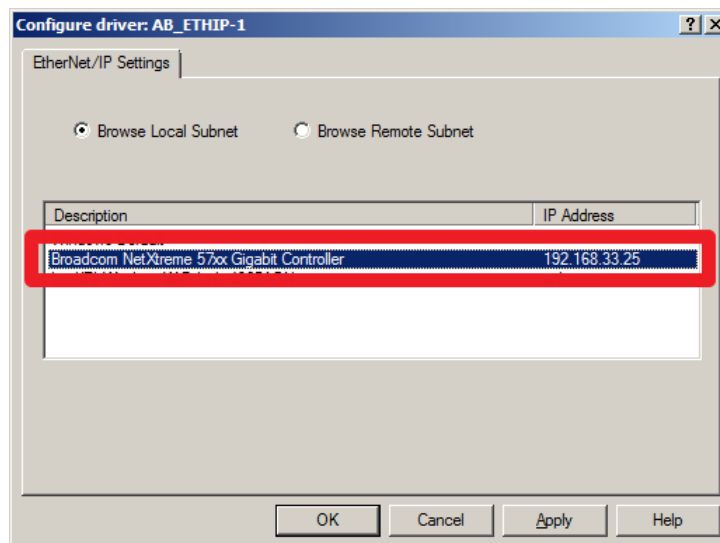 Configure driver: AB_ETHIP-1
EtherNet/IP Settings
Browse Local Subnet Browse Remote Subnet
Description IP Address
Broadcom NetXtreme 57xx Gigabit Controller 192.168.33.25
OK Cancel Apply Help